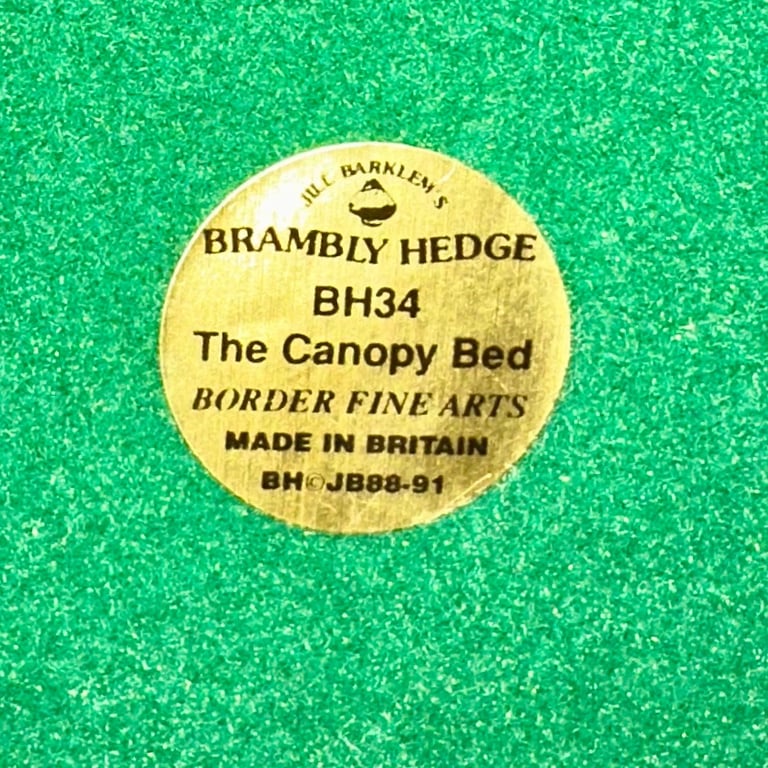 JILL BARKLEM'S
BRAMBLY HEDGE
BH34
The Canopy Bed
BORDER FINE ARTS
MADE IN BRITAIN
BH©JB88-91